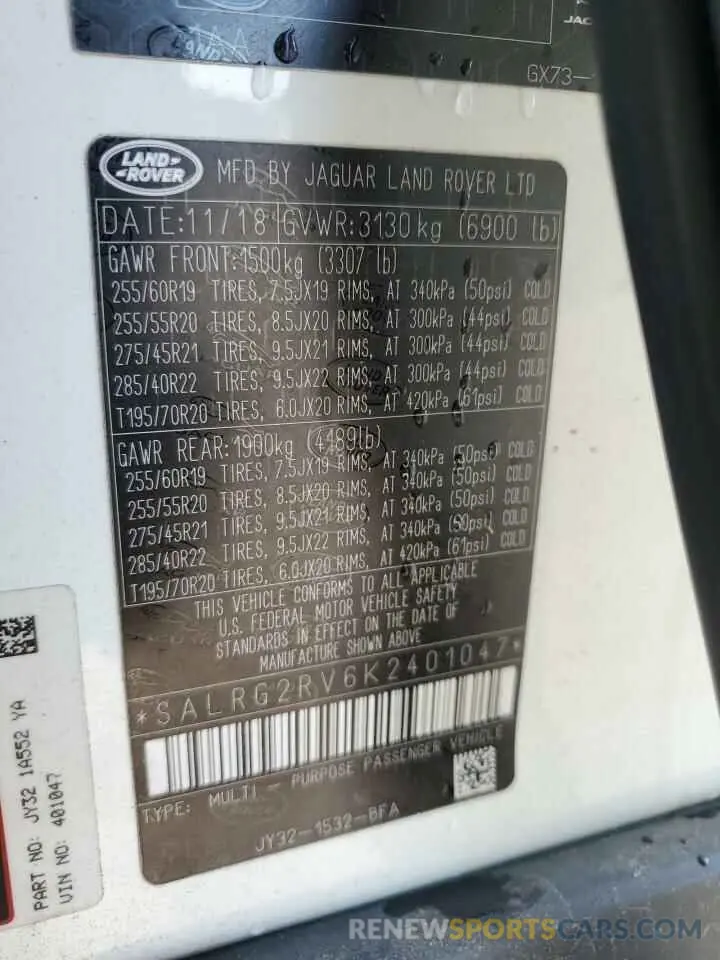 JAC
GX73-
LAND-ROVER
MFD BY JAGUAR LAND ROVER LTD
DATE:11/18 GVWR:3130kg (6900 lb)
GAWR FRONT:1500kg (3307 lb)
255/60R19 TIRES, 7.5JX19 RIMS, AT 340kPa (50psi) COLD
255/55R20 TIRES, 8.5JX20 RIMS, AT 300kPa (44psi) COLD
275/45R21 TIRES, 9.5JX21 RIMS, AT 300kPa (44psi) COLD
285/40R22 TIRES, 9.5JX22 RIMS, AT 300kPa (44psi) COLD
T195/70R20 TIRES, 6.0JX20 RIMS, AT 420kPa (61psi) COLD
GAWR REAR:1900kg (4189lb)
255/60R19 TIRES, 7.5JX19 RIMS, AT 340kPa (50psi) COLD
255/55R20 TIRES, 8.5JX20 RIMS, AT 340kPa (50psi) COLD
275/45R21 TIRES, 9.5JX21 RIMS, AT 340kPa (50psi) COLD
285/40R22 TIRES, 9.5JX22 RIMS, AT 340kPa (50psi) COLD
T195/70R20 TIRES, 6.0JX20 RIMS, AT 420kPa (61psi) COLD
THIS VEHICLE CONFORMS TO ALL APPLICABLE
U.S. FEDERAL MOTOR VEHICLE SAFETY
STANDARDS IN EFFECT ON THE DATE OF
MANUFACTURE SHOWN ABOVE
*SALRG2RV6K2401047*
TYPE: MULTI - PURPOSE PASSENGER VEHICLE
JY32-1532-BFA
PART NO: JY32 1A552 YA
VIN NO: 401047
RENEWSPORTSCARS.COM